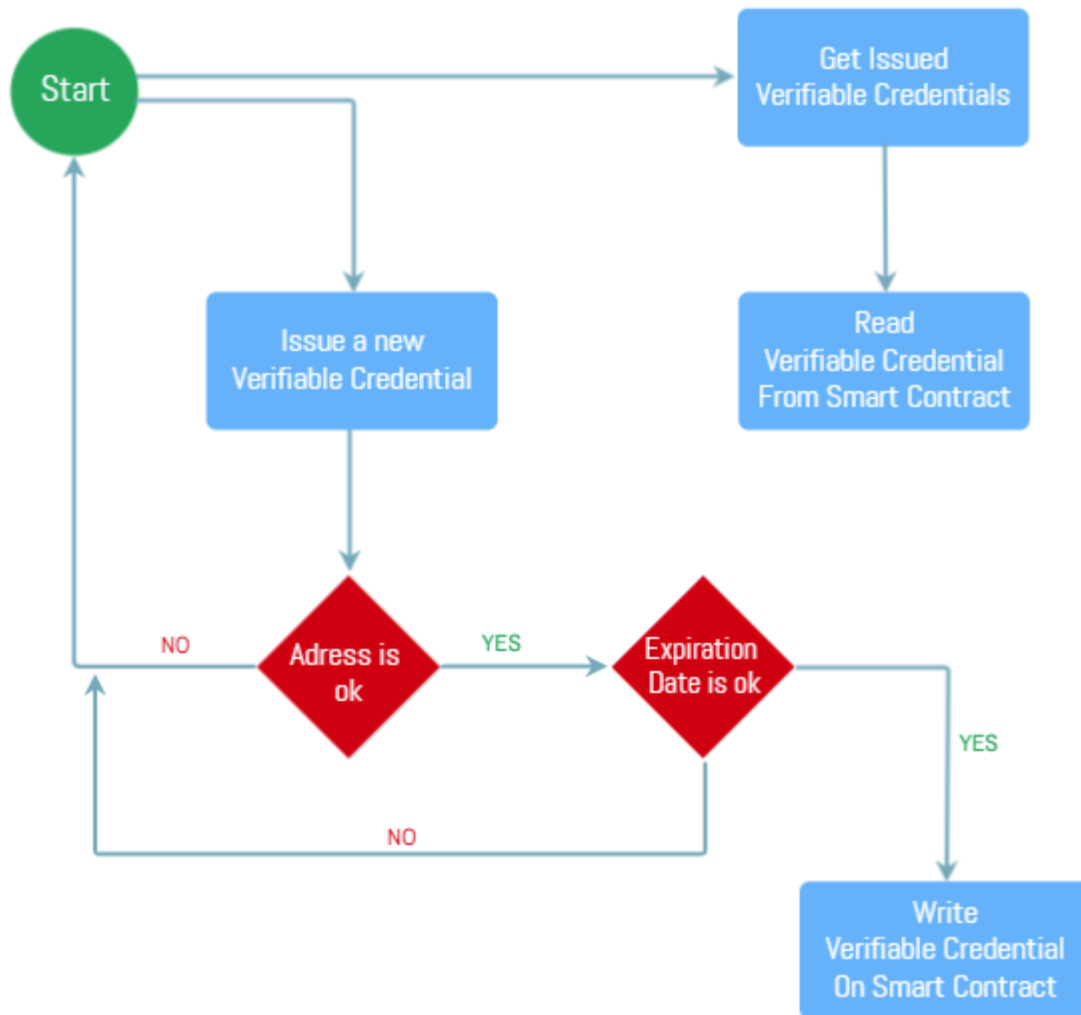 Start
Get Issued
Verifiable Credentials
Issue a new
Verifiable Credential
Read
Verifiable Credential
From Smart Contract
NO
Adress is
ok
YES
Expiration
Date is ok
YES
NO
Write
Verifiable Credential
On Smart Contract